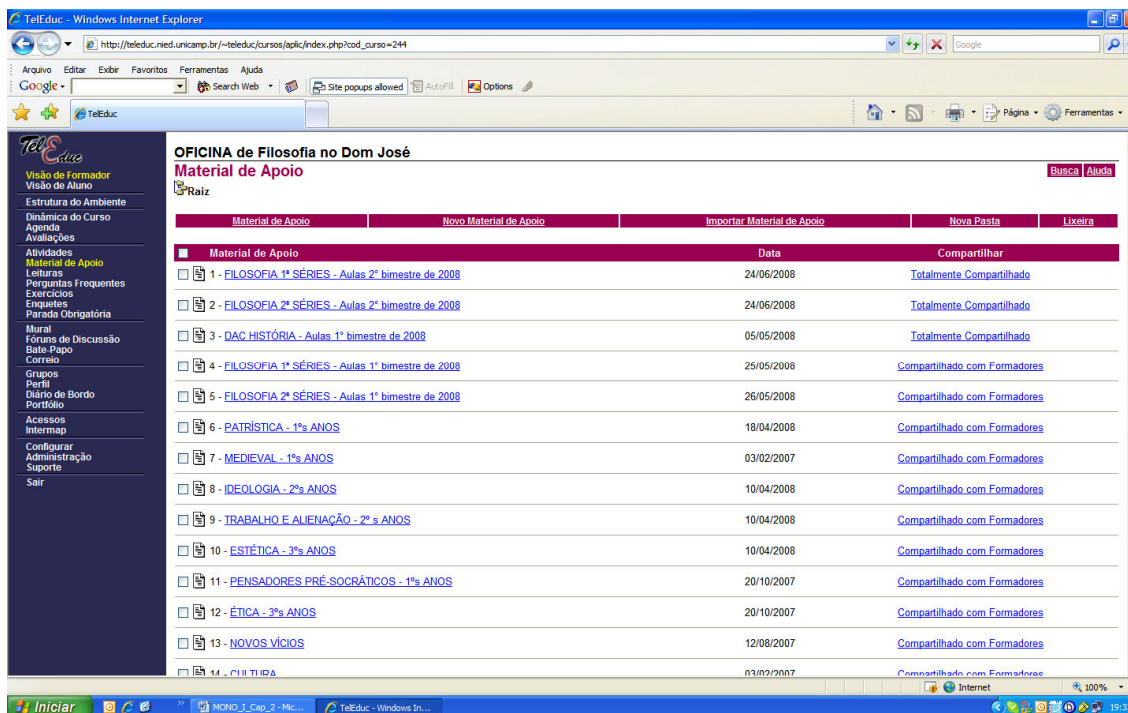 TelEduc - Windows Internet Explorer
http://teleduc.nied.unicamp.br/~teleduc/cursos/aplic/index.php?cod_curso=244
Google
Arquivo Editar Exibir Favoritos Ferramentas Ajuda
Google Search Web Site popups allowed AutoFill Options
TelEduc Página Ferramentas
TelEduc
Visão de Formador
Visão de Aluno
Estrutura do Ambiente
Dinâmica do Curso
Agenda
Avaliações
Atividades
Material de Apoio
Leituras
Perguntas Frequentes
Exercícios
Enquetes
Parada Obrigatória
Mural
Fóruns de Discussão
Bate-Papo
Correio
Grupos
Perfil
Diário de Bordo
Portfólio
Acessos
Intermap
Configurar
Administração
Suporte
Sair
OFICINA de Filosofia no Dom José
Material de Apoio
Busca Ajuda
Raiz
Material de Apoio Novo Material de Apoio Importar Material de Apoio Nova Pasta Lixeira
Material de Apoio Data Compartilhar
1 - FILOSOFIA 1ª SÉRIES - Aulas 2° bimestre de 2008 24/06/2008 Totalmente Compartilhado
2 - FILOSOFIA 2ª SÉRIES - Aulas 2° bimestre de 2008 24/06/2008 Totalmente Compartilhado
3 - DAC HISTÓRIA - Aulas 1° bimestre de 2008 05/05/2008 Totalmente Compartilhado
4 - FILOSOFIA 1ª SÉRIES - Aulas 1° bimestre de 2008 25/05/2008 Compartilhado com Formadores
5 - FILOSOFIA 2ª SÉRIES - Aulas 1° bimestre de 2008 26/05/2008 Compartilhado com Formadores
6 - PATRÍSTICA - 1ºs ANOS 18/04/2008 Compartilhado com Formadores
7 - MEDIEVAL - 1ºs ANOS 03/02/2007 Compartilhado com Formadores
8 - IDEOLOGIA - 2ºs ANOS 10/04/2008 Compartilhado com Formadores
9 - TRABALHO E ALIENAÇÃO - 2º s ANOS 10/04/2008 Compartilhado com Formadores
10 - ESTÉTICA - 3ºs ANOS 10/04/2008 Compartilhado com Formadores
11 - PENSADORES PRÉ-SOCRÁTICOS - 1ºs ANOS 20/10/2007 Compartilhado com Formadores
12 - ÉTICA - 3ºs ANOS 20/10/2007 Compartilhado com Formadores
13 - NOVOS VÍCIOS 12/08/2007 Compartilhado com Formadores
14 - CULTURA 03/02/2007 Compartilhado com Formadores
Internet 100%
Iniciar MONO_I_Cap_2 - Mic... TelEduc - Windows In...